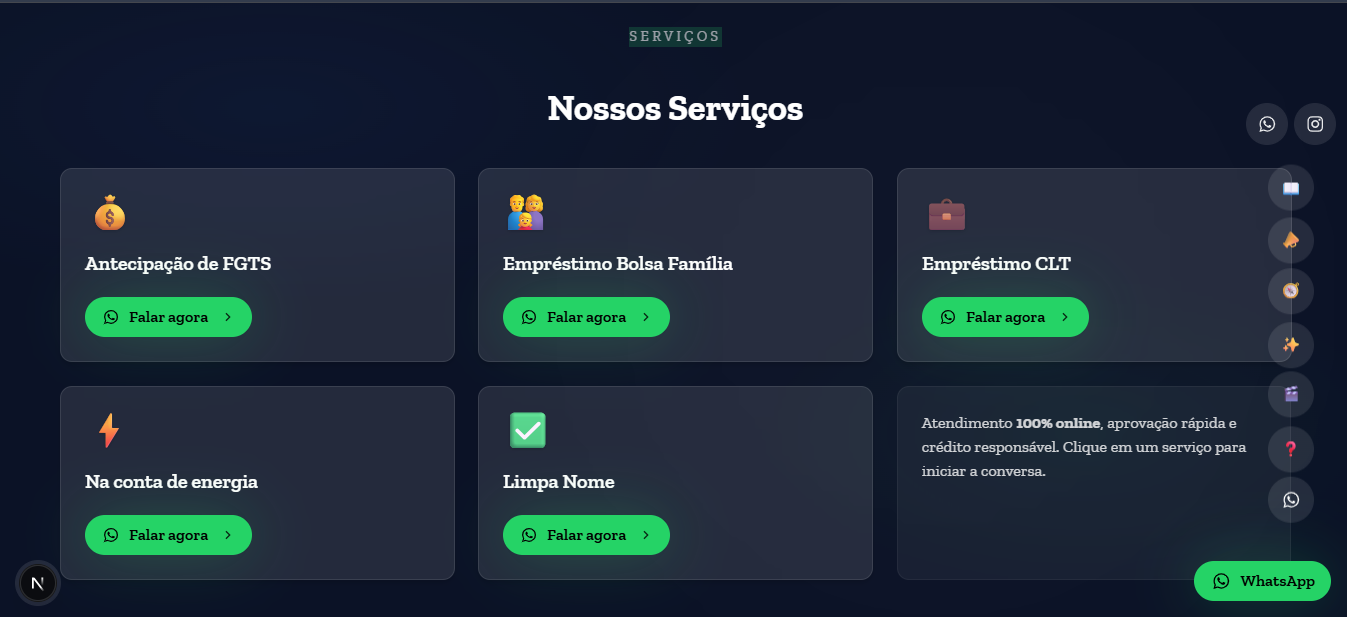 SERVIÇOS
Nossos Serviços
Antecipação de FGTS
Falar agora
Empréstimo Bolsa Família
Falar agora
Empréstimo CLT
Falar agora
Na conta de energia
Falar agora
Limpa Nome
Falar agora
Atendimento 100% online, aprovação rápida e
crédito responsável. Clique em um serviço para
iniciar a conversa.
N
WhatsApp